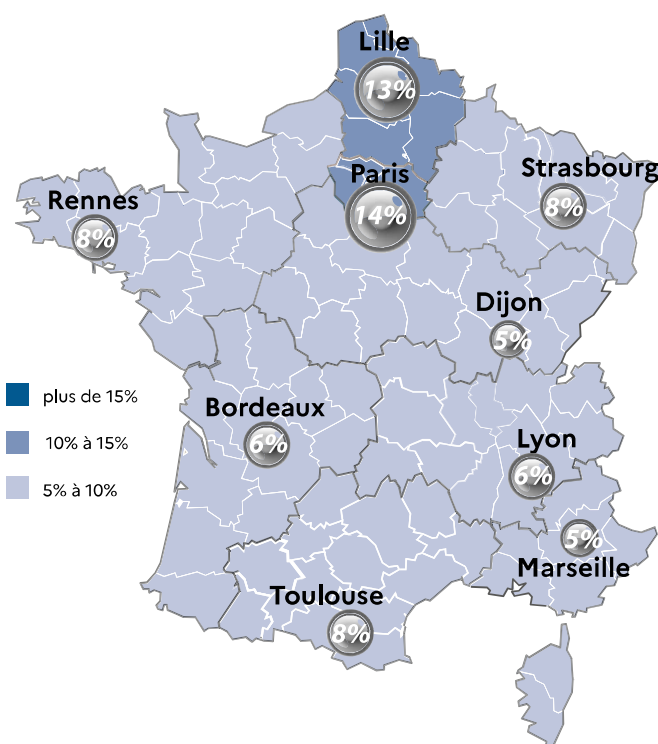 Lille
13%
Paris
14%
Strasbourg
8%
Rennes
8%
Dijon
5%
plus de 15%
10% à 15%
5% à 10%
Bordeaux
6%
Lyon
6%
5%
Marseille
Toulouse
8%